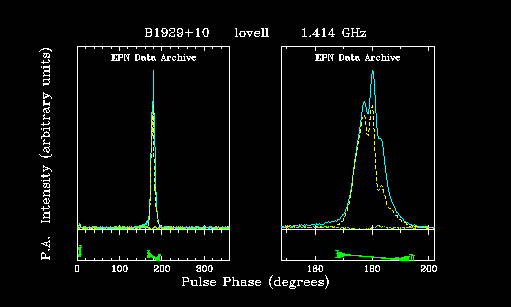 B1929+10 lovell 1.414 GHz
EPN Data Archive EPN Data Archive
P.A. Intensity (arbitrary units)
0 100 200 300 160 180 200
Pulse Phase (degrees)